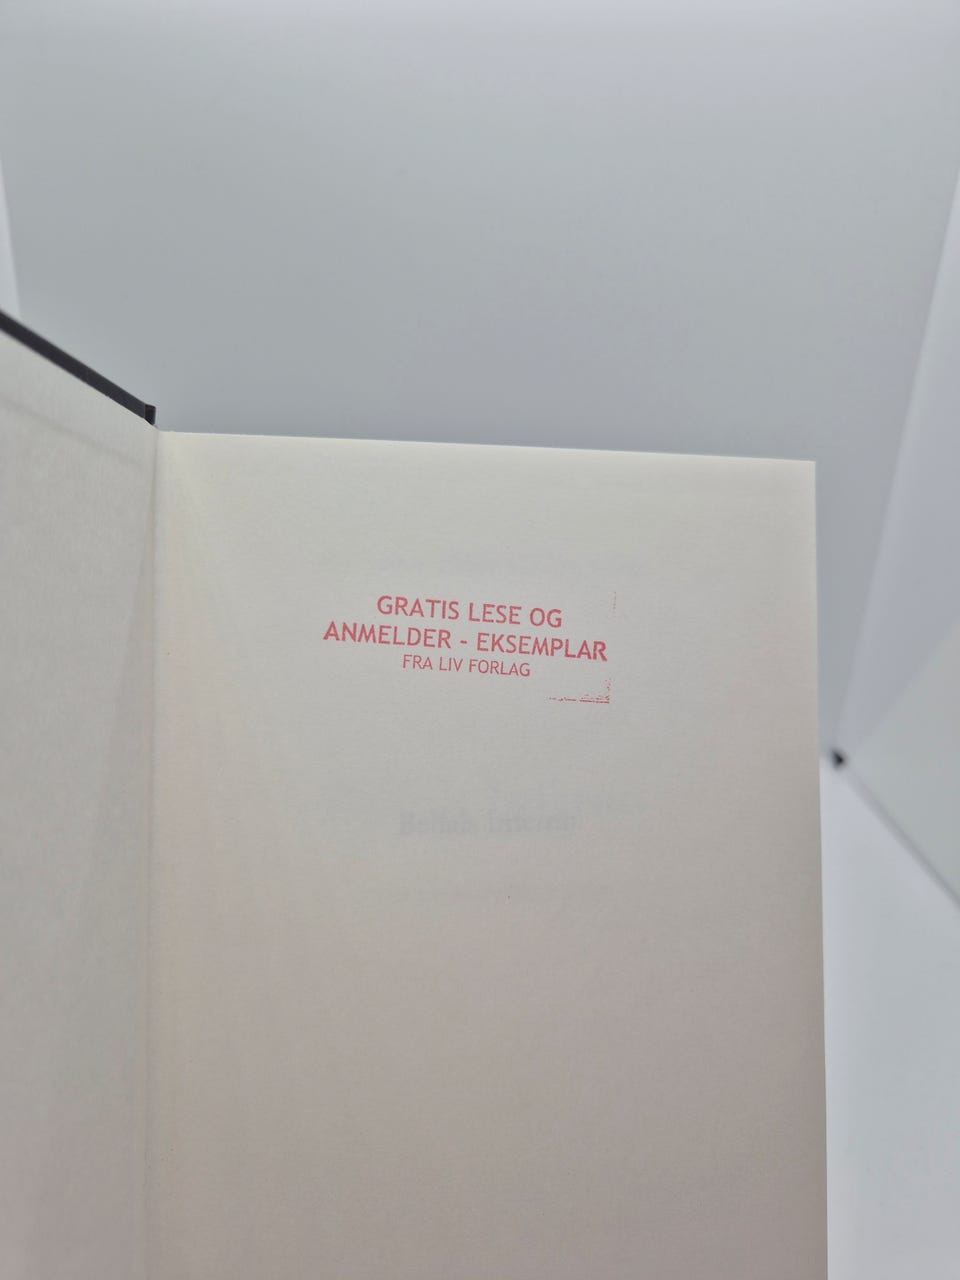 GRATIS LESE OG
ANMELDER - EKSEMPLAR
FRA LIV FORLAG